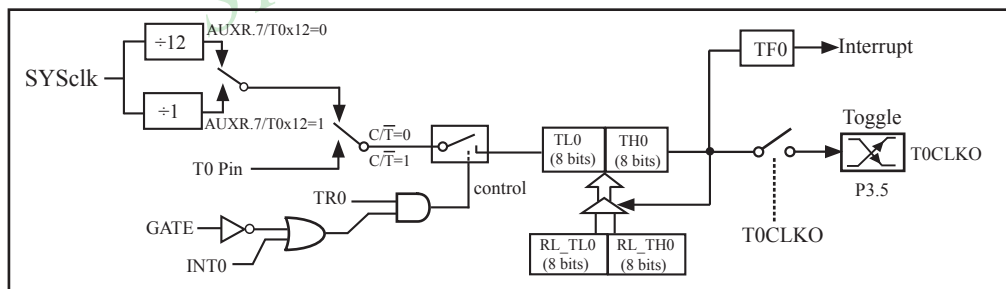 AUXR.7/T0x12=0
÷12
SYSclk
÷1
AUXR.7/T0x12=1
T0 Pin
C/T̅=0
C/T̅=1
TR0
GATE
INT0
control
TL0
(8 bits)
TH0
(8 bits)
RL_TL0
(8 bits)
RL_TH0
(8 bits)
TF0
Interrupt
Toggle
T0CLKO
P3.5
T0CLKO